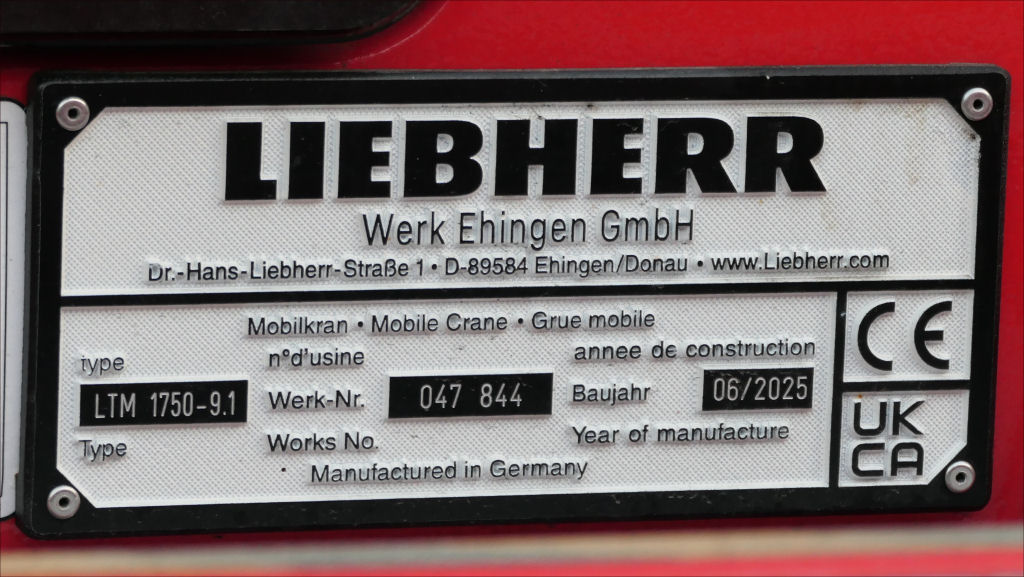 LIEBHERR
Werk Ehingen GmbH
Dr.-Hans-Liebherr-Straße 1 • D-89584 Ehingen/Donau • www.Liebherr.com
Mobilkran • Mobile Crane • Grue mobile
type n°d'usine annee de construction
LTM 1750-9.1 Werk-Nr. 047 844 Baujahr 06/2025
Type Works No. Year of manufacture
Manufactured in Germany
CE
UK
CA